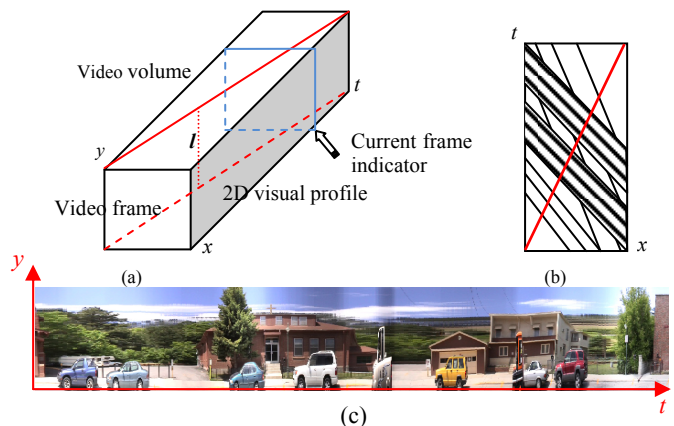 Video volume
t
y
l
Current frame
indicator
2D visual profile
Video frame
x
(a)
t
x
(b)
y
t
(c)